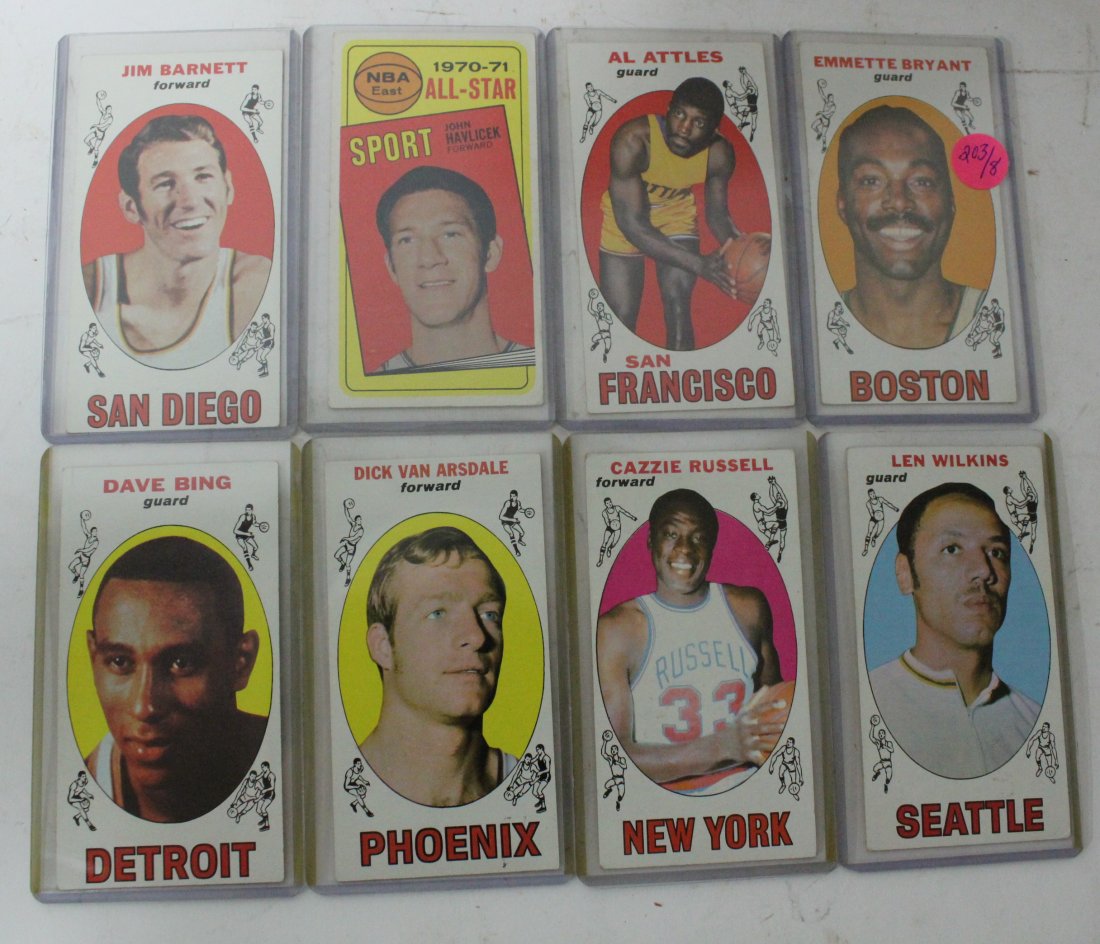 JIM BARNETT
forward
SAN DIEGO
NBA
East
1970-71
ALL-STAR
SPORT
JOHN
HAVLICEK
FORWARD
AL ATTLES
guard
SAN
FRANCISCO
EMMETTE BRYANT
guard
203/8
BOSTON
DAVE BING
guard
DETROIT
DICK VAN ARSDALE
forward
PHOENIX
CAZZIE RUSSELL
forward
RUSSELL
33
NEW YORK
LEN WILKINS
guard
SEATTLE